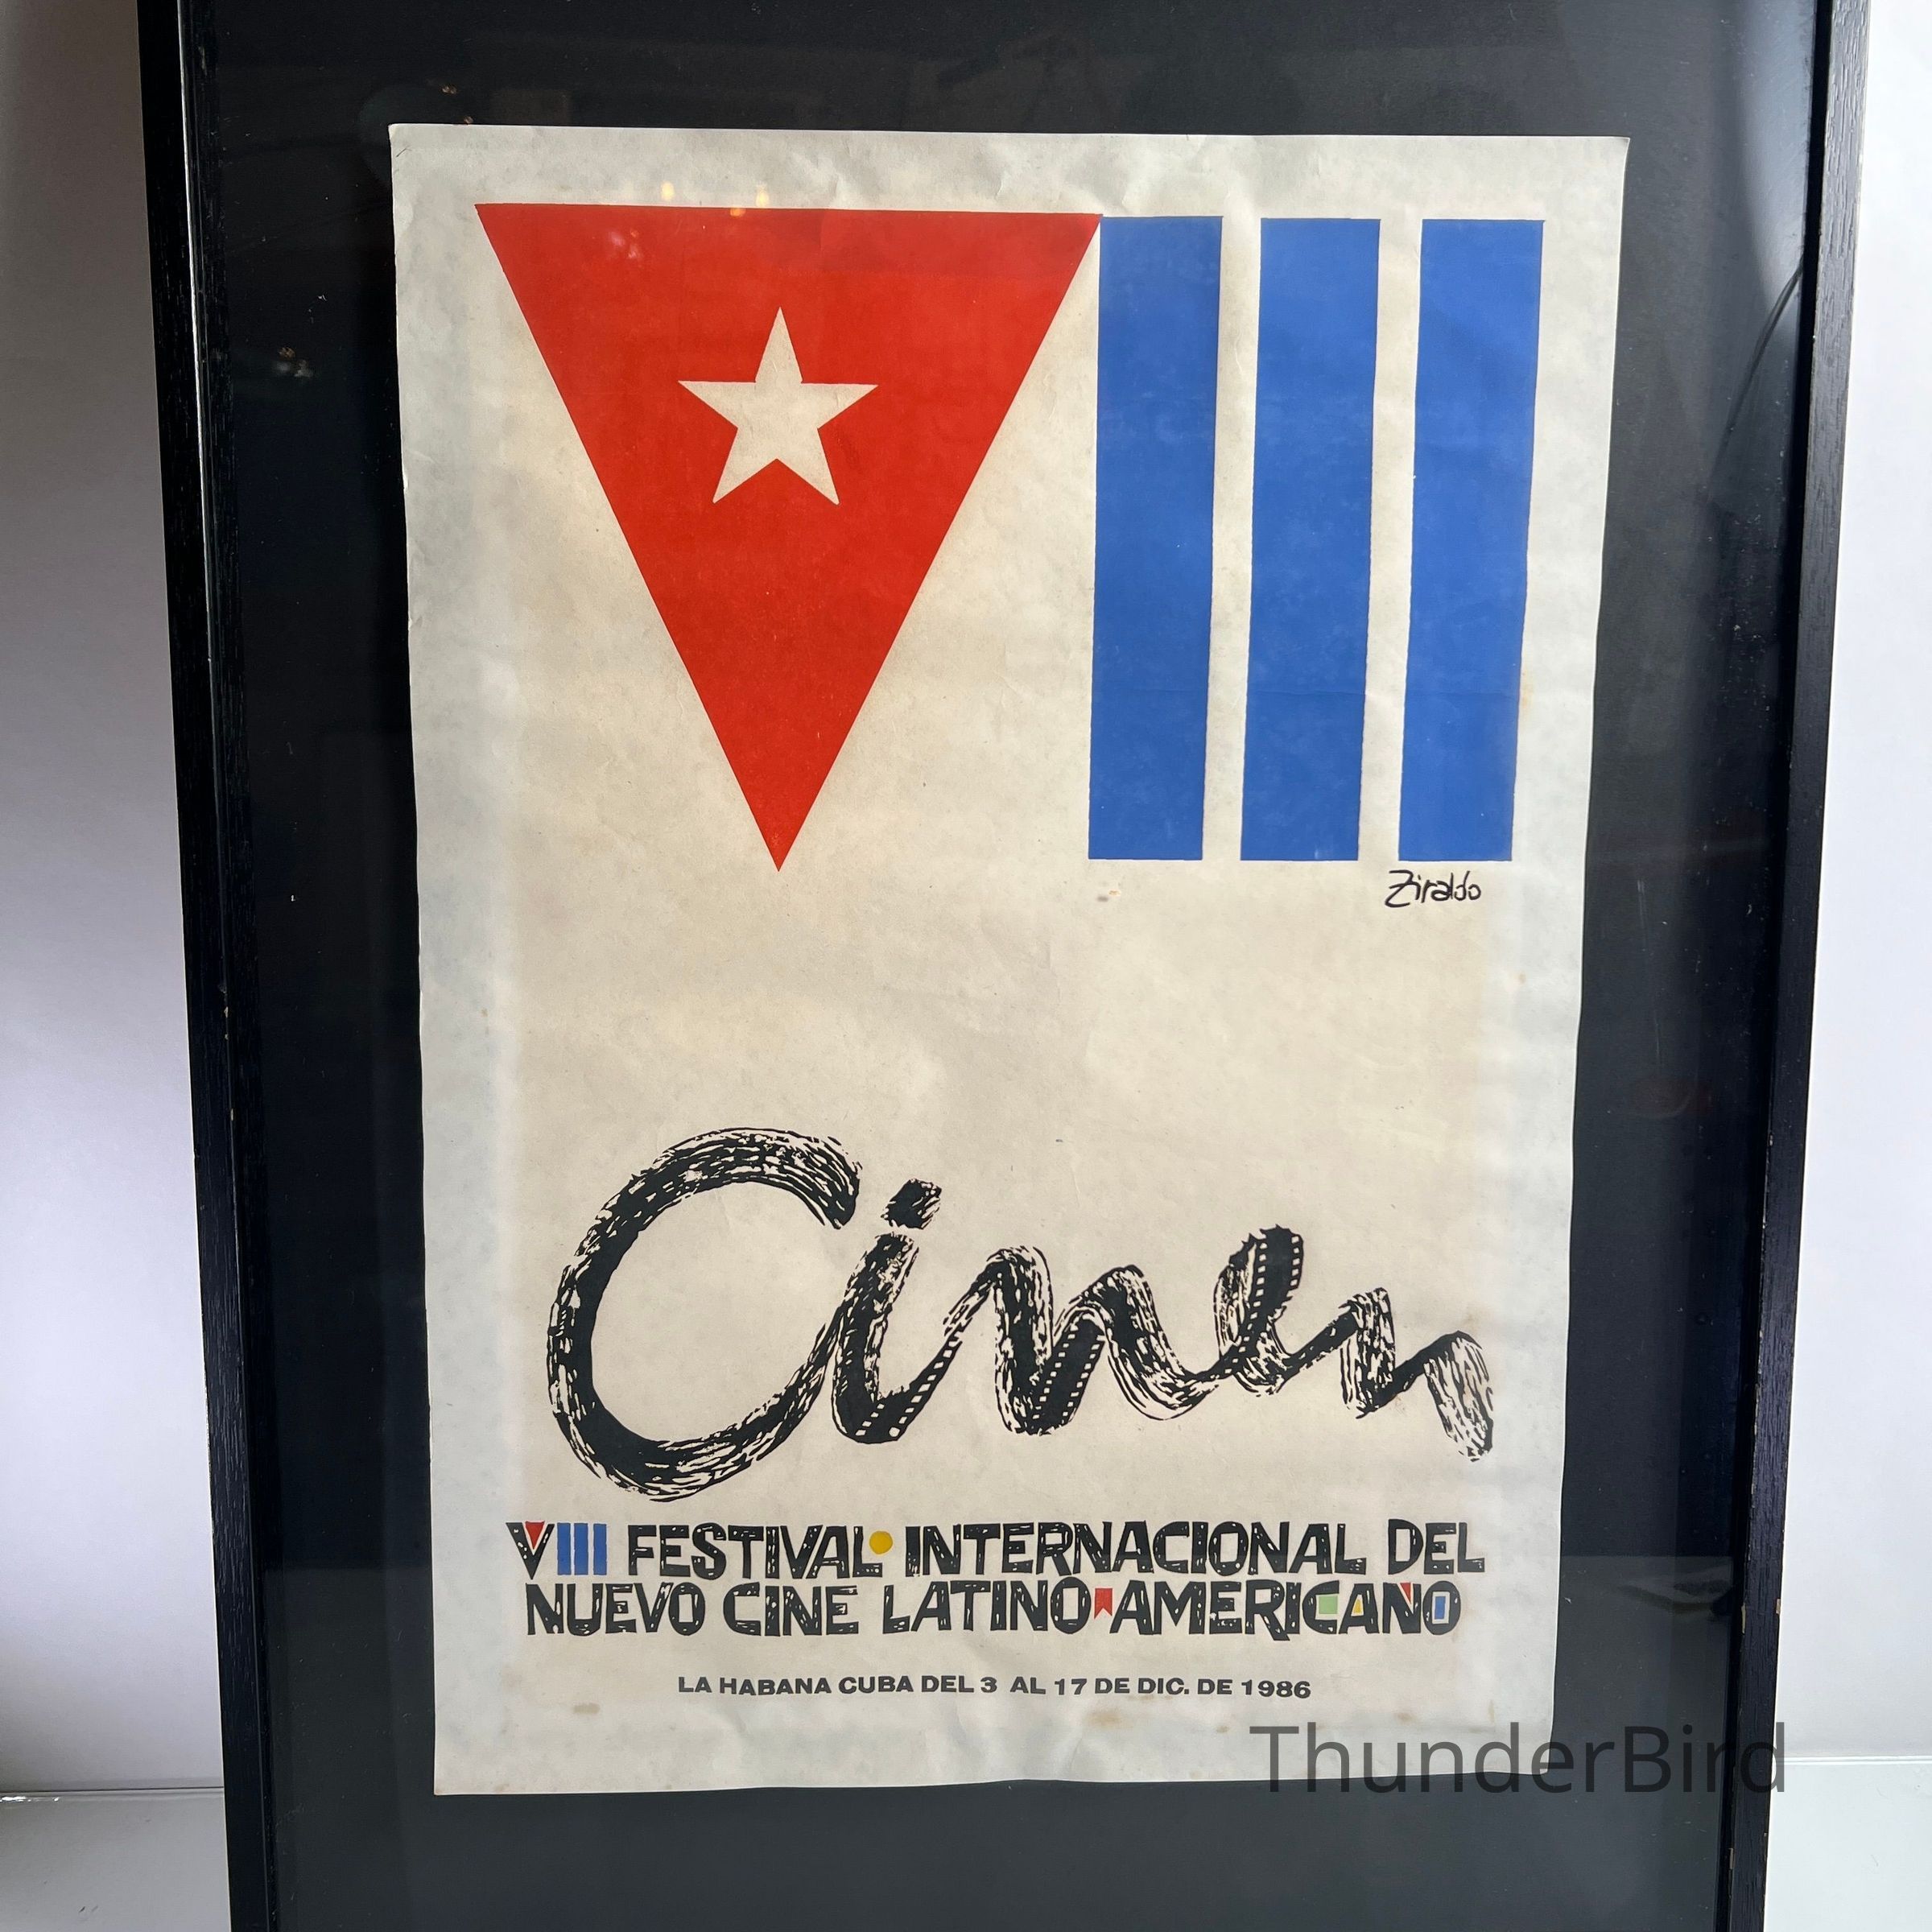 VIII
Ziraldo
Cine
VIII FESTIVAL INTERNACIONAL DEL
NUEVO CINE LATINO AMERICANO
LA HABANA CUBA DEL 3 AL 17 DE DIC. DE 1986
ThunderBird